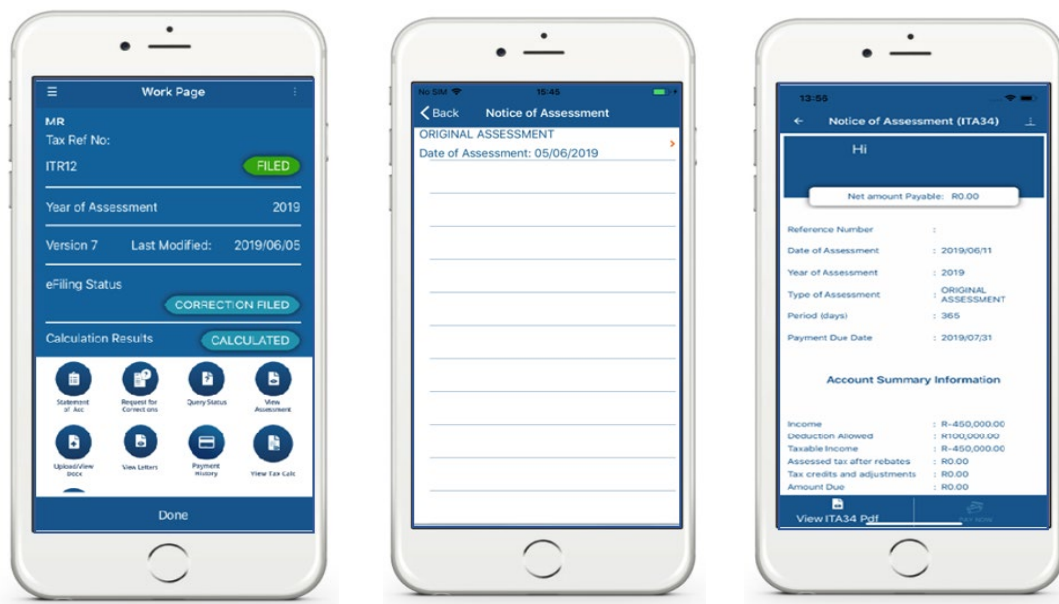 Work Page
MR
Tax Ref No:
ITR12 FILED
Year of Assessment 2019
Version 7 Last Modified: 2019/06/05
eFiling Status
CORRECTION FILED
Calculation Results CALCULATED
Statement of Acc
Request for Corrections
Query Status
View Assessment
Upload/View Docx
View Letters
Payment History
View Tax Calc
Done
No SIM 15:45
Back Notice of Assessment
ORIGINAL ASSESSMENT
Date of Assessment: 05/06/2019
13:55
Notice of Assessment (ITA34)
Hi
Net amount Payable: R0.00
Reference Number :
Date of Assessment : 2019/06/11
Year of Assessment : 2019
Type of Assessment : ORIGINAL ASSESSMENT
Period (days) : 365
Payment Due Date : 2019/07/31
Account Summary Information
Income : R-450,000.00
Deduction Allowed : R100,000.00
Taxable Income : R-450,000.00
Assessed tax after rebates : R0.00
Tax credits and adjustments : R0.00
Amount Due : R0.00
View ITA34 Pdf
PAY NOW